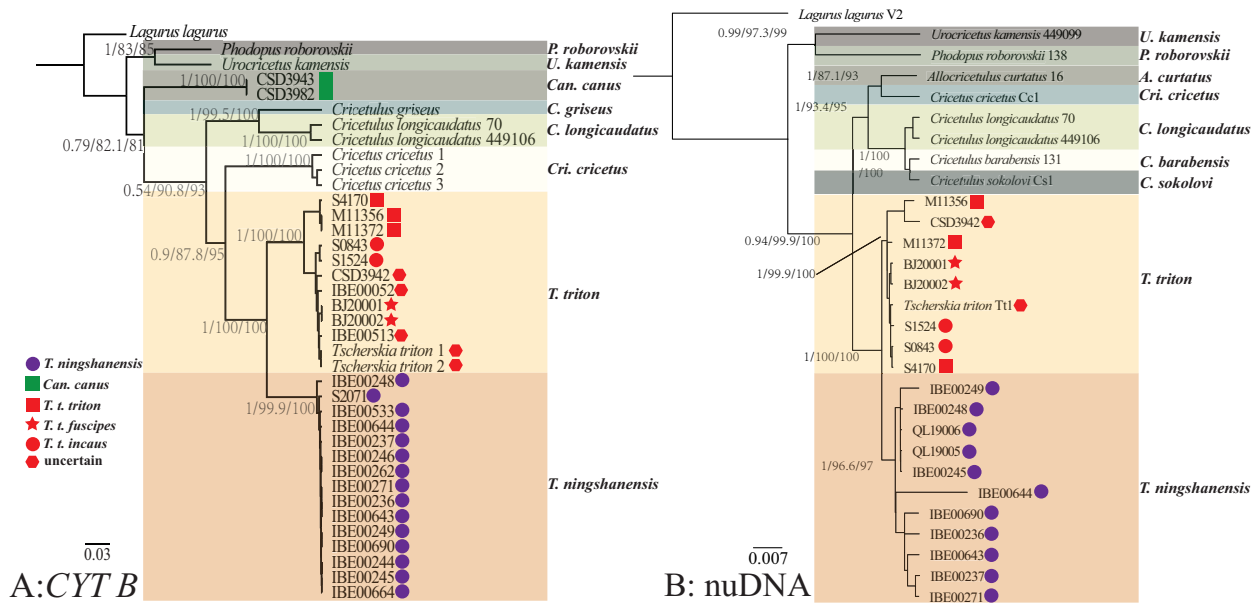 Lagurus lagurus
1/83/85
Phodopus roborovskii
P. roborovskii
Urocricetus kamensis
U. kamensis
1/100/100
CSD3943
CSD3982
Can. canus
1/99.5/100
Cricetulus griseus
C. griseus
Cricetulus longicaudatus 70
C. longicaudatus
1/100/100
Cricetulus longicaudatus 449106
0.79/82.1/81
1/100/100
Cricetus cricetus 1
Cricetus cricetus 2
Cri. cricetus
Cricetus cricetus 3
0.54/90.8/93
S4170
M11356
M11372
1/100/100
S0843
0.9/87.8/95
S1524
CSD3942
IBE00052
T. triton
BJ20001
BJ20002
1/100/100
IBE00513
Tscherskia triton 1
Tscherskia triton 2
IBE00248
S2071
1/99.9/100
IBE00533
IBE00644
IBE00237
IBE00246
IBE00262
IBE00271
T. ningshanensis
IBE00236
IBE00643
IBE00249
IBE00690
IBE00244
IBE00245
IBE00664
T. ningshanensis
Can. canus
T. t. triton
T. t. fuscipes
T. t. incaus
uncertain
0.03
A:CYT B
Lagurus lagurus V2
0.99/97.3/99
Urocricetus kamensis 449099
U. kamensis
Phodopus roborovskii 138
P. roborovskii
1/87.1/93
Allocricetulus curtatus 16
A. curtatus
1/93.4/95
Cricetus cricetus Cc1
Cri. cricetus
Cricetulus longicaudatus 70
C. longicaudatus
Cricetulus longicaudatus 449106
1/100
/100
Cricetulus barabensis 131
C. barabensis
Cricetulus sokolovi Cs1
C. sokolovi
M11356
CSD3942
0.94/99.9/100
M11372
BJ20001
1/99.9/100
BJ20002
T. triton
Tscherskia triton Tt1
S1524
S0843
1/100/100
S4170
IBE00249
IBE00248
QL19006
QL19005
1/96.6/97
IBE00245
T. ningshanensis
IBE00644
IBE00690
IBE00236
IBE00643
IBE00237
IBE00271
0.007
B: nuDNA